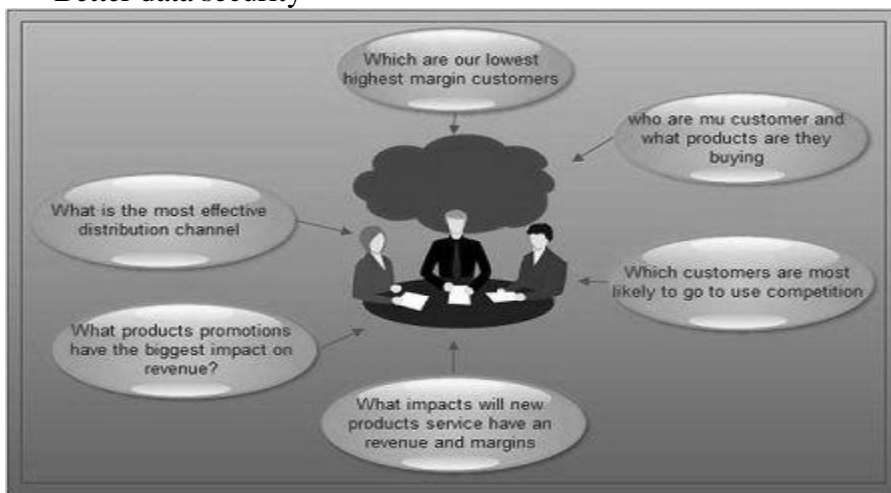 Better data security
Which are our lowest
highest margin customers
who are mu customer and
what products are they
buying
What is the most effective
distribution channel
Which customers are most
likely to go to use competition
What products promotions
have the biggest impact on
revenue?
What impacts will new
products service have an
revenue and margins